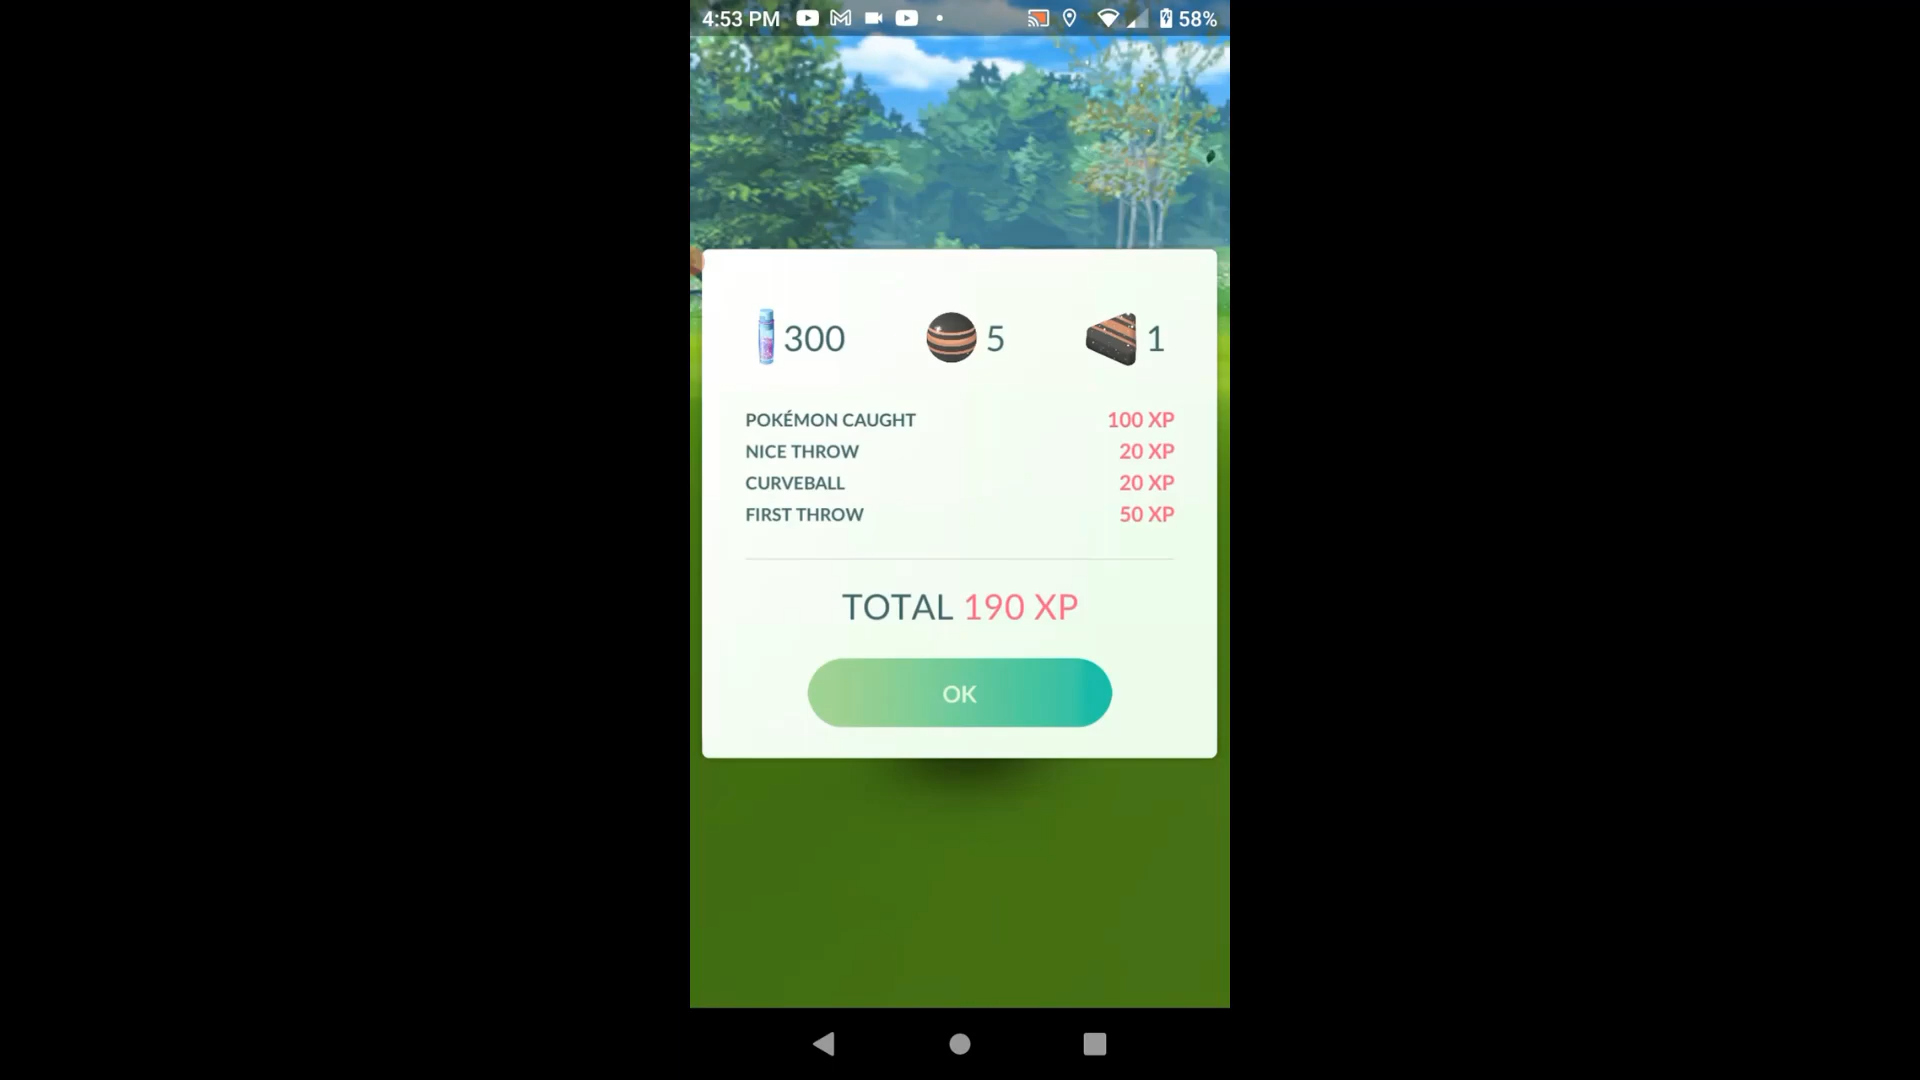 4:53 PM 58%
300 5 1
POKÉMON CAUGHT 100 XP
NICE THROW 20 XP
CURVEBALL 20 XP
FIRST THROW 50 XP
TOTAL 190 XP
OK